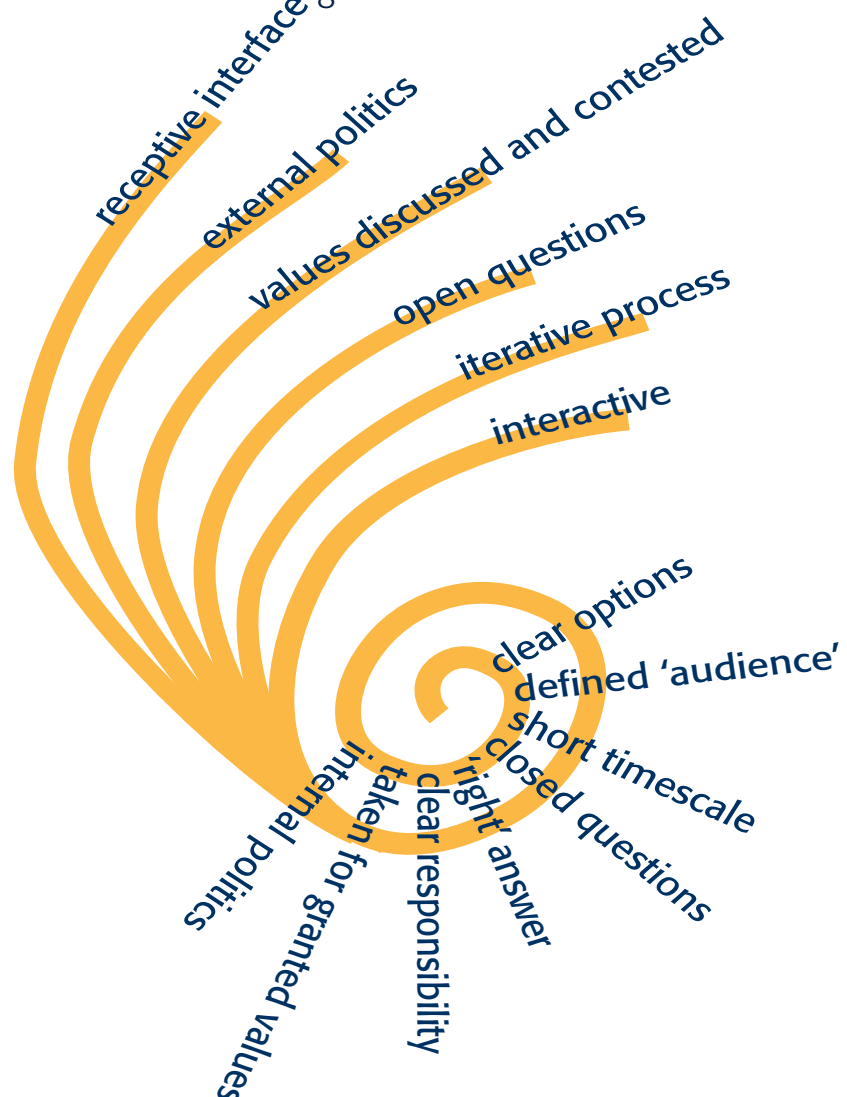 receptive interface
external politics
values discussed and contested
open questions
iterative process
interactive
clear options
defined ‘audience’
short timescale
closed questions
‘right’ answer
clear responsibility
taken for granted values
internal politics